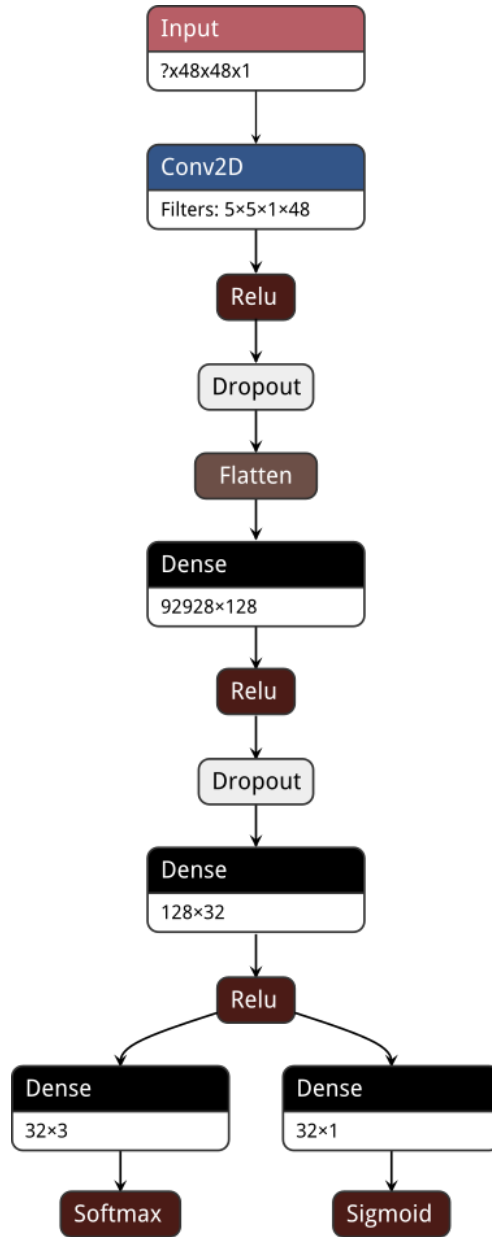 Input
?x48x48x1
Conv2D
Filters: 5×5×1×48
Relu
Dropout
Flatten
Dense
92928×128
Relu
Dropout
Dense
128×32
Relu
Dense
32×3
Softmax
Dense
32×1
Sigmoid